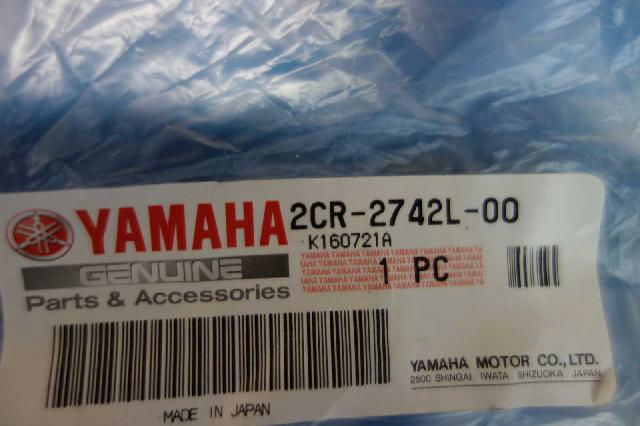 YAMAHA 2CR-2742L-00
K160721A
GENUINE 1 PC
Parts & Accessories
YAMAHA MOTOR CO., LTD.
2500 SHINGAI IWATA SHIZUOKA JAPAN
MADE IN JAPAN